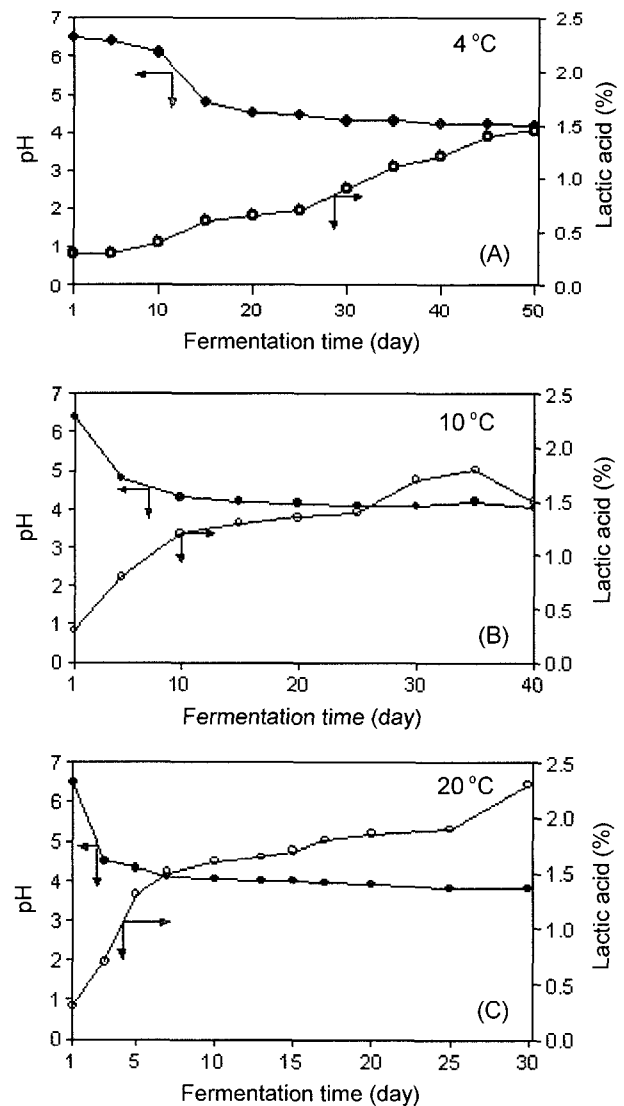 4 °C
pH
7
6
5
4
3
2
1
0
2.5
2.0
1.5
1.0
0.5
0.0
Lactic acid (%)
(A)
1 10 20 30 40 50
Fermentation time (day)
10 °C
pH
7
6
5
4
3
2
1
0
2.5
2.0
1.5
1.0
0.5
0.0
Lactic acid (%)
(B)
1 10 20 30 40
Fermentation time (day)
20 °C
pH
7
6
5
4
3
2
1
0
2.5
2.0
1.5
1.0
0.5
0.0
Lactic acid (%)
(C)
1 5 10 15 20 25 30
Fermentation time (day)